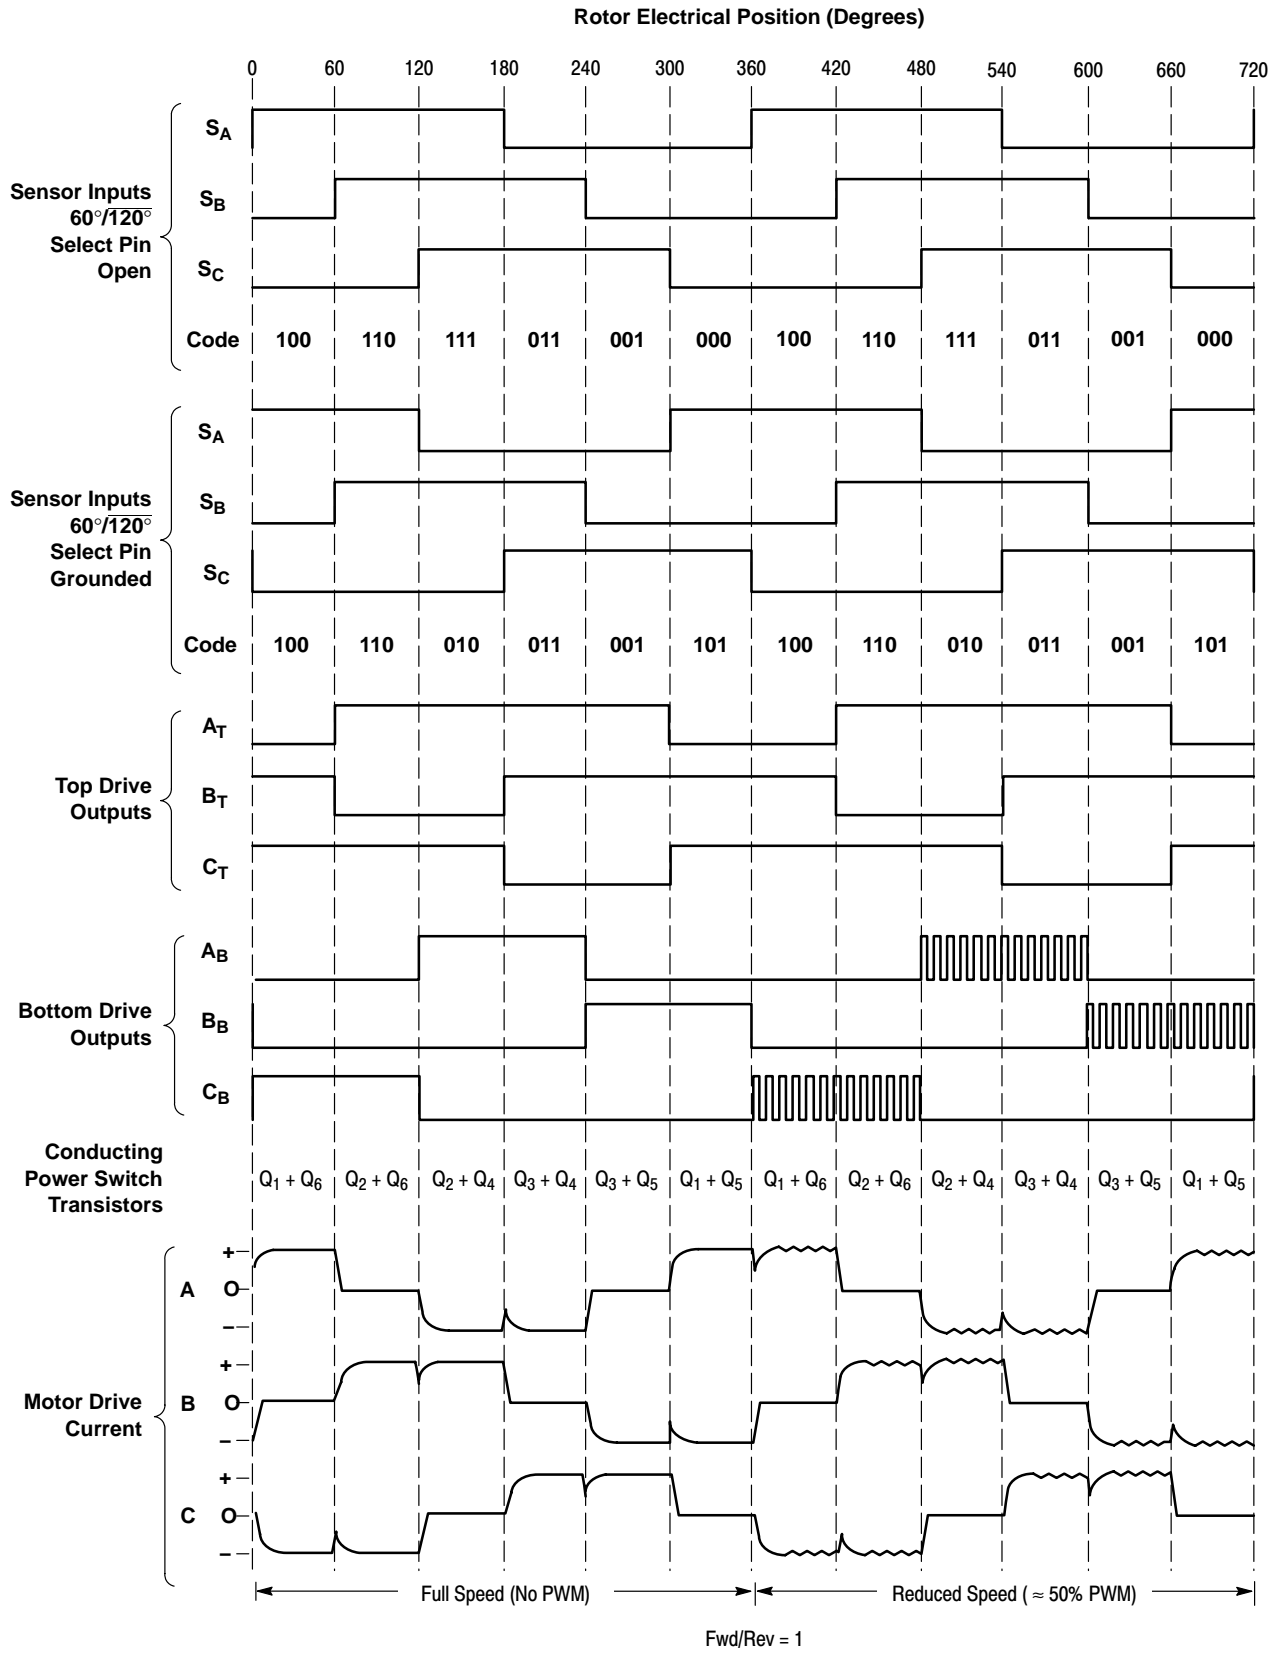 Rotor Electrical Position (Degrees)
0 60 120 180 240 300 360 420 480 540 600 660 720
Sensor Inputs
60°/120°
Select Pin
Open
SA
SB
SC
Code 100 110 111 011 001 000 100 110 111 011 001 000
Sensor Inputs
60°/120°
Select Pin
Grounded
SA
SB
SC
Code 100 110 010 011 001 101 100 110 010 011 001 101
Top Drive
Outputs
AT
BT
CT
Bottom Drive
Outputs
AB
BB
CB
Conducting
Power Switch
Transistors
Q1 + Q6 Q2 + Q6 Q2 + Q4 Q3 + Q4 Q3 + Q5 Q1 + Q5 Q1 + Q6 Q2 + Q6 Q2 + Q4 Q3 + Q4 Q3 + Q5 Q1 + Q5
Motor Drive
Current
+
A O
–
+
B O
–
+
C O
–
Full Speed (No PWM) Reduced Speed ( ≈ 50% PWM)
Fwd/Rev = 1